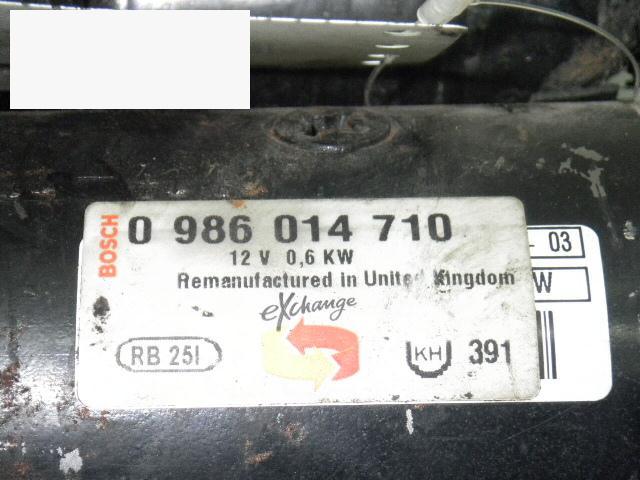 BOSCH
0 986 014 710
12 V 0,6 KW
Remanufactured in United Kingdom
eXchange
RB 25I
KH 391
- 03
W